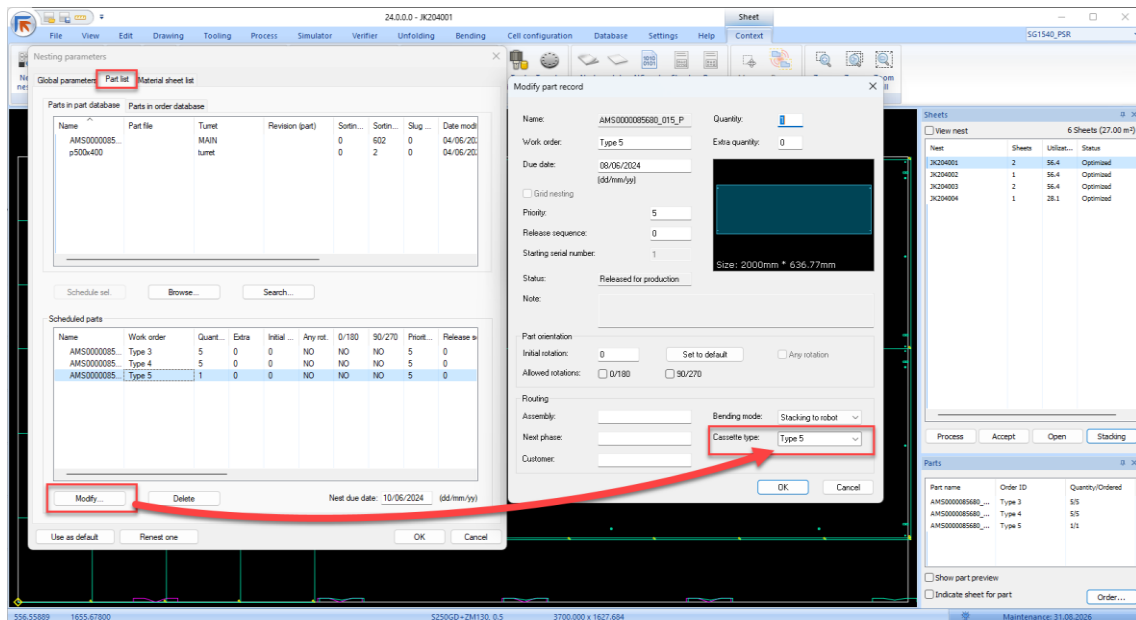 24.0.0.0 - JK204001
Sheet
File View Edit Drawing Tooling Process Simulator Verifier Unfolding Bending Cell configuration Database Settings Help Context
SG1540_PSR
Nesting parameters
Global parameters Part list Material sheet list
Parts in part database Parts in order database
Name Part file Turret Revision (part) Sortin... Sortin... Slug ... Date modi
AMS0000085... MAIN 0 602 0 04/06/20
p500x400 turret 0 2 0 04/06/20
Schedule sel. Browse... Search...
Scheduled parts
Name Work order Quant... Extra Initial ... Any rot. 0/180 90/270 Priorit... Release s
AMS0000085... Type 3 5 0 0 NO NO NO 5 0
AMS0000085... Type 4 5 0 0 NO NO NO 5 0
AMS0000085... Type 5 1 0 0 NO NO NO 5 0
Modify... Delete Nest due date: 10/06/2024 (dd/mm/yy)
Use as default Renest one OK Cancel
Modify part record
Name: AMS0000085680_015_P Quantity: 1
Work order: Type 5 Extra quantity: 0
Due date: 08/06/2024
(dd/mm/yy)
Grid nesting
Priority: 5
Release sequence: 0
Starting serial number: 1
Size: 2000mm * 636.77mm
Status: Released for production
Note:
Part orientation
Initial rotation: 0 Set to default Any rotation
Allowed rotations: 0/180 90/270
Routing
Assembly: Bending mode: Stacking to robot
Next phase: Cassette type: Type 5
Customer:
OK Cancel
Sheets
View nest 6 Sheets (27.00 m²)
Nest Sheets Utilizat... Status
JK204001 2 56.4 Optimized
JK204002 1 56.4 Optimized
JK204003 2 56.4 Optimized
JK204004 1 28.1 Optimized
Process Accept Open Stacking
Parts
Part name Order ID Quantity/Ordered
AMS0000085680_... Type 3 5/5
AMS0000085680_... Type 4 5/5
AMS0000085680_... Type 5 1/1
Show part preview
Indicate sheet for part Order...
556.55889 1655.67800 S250GD+ZM130, 0.5 3700.000 x 1627.684 Maintenance: 31.08.2026